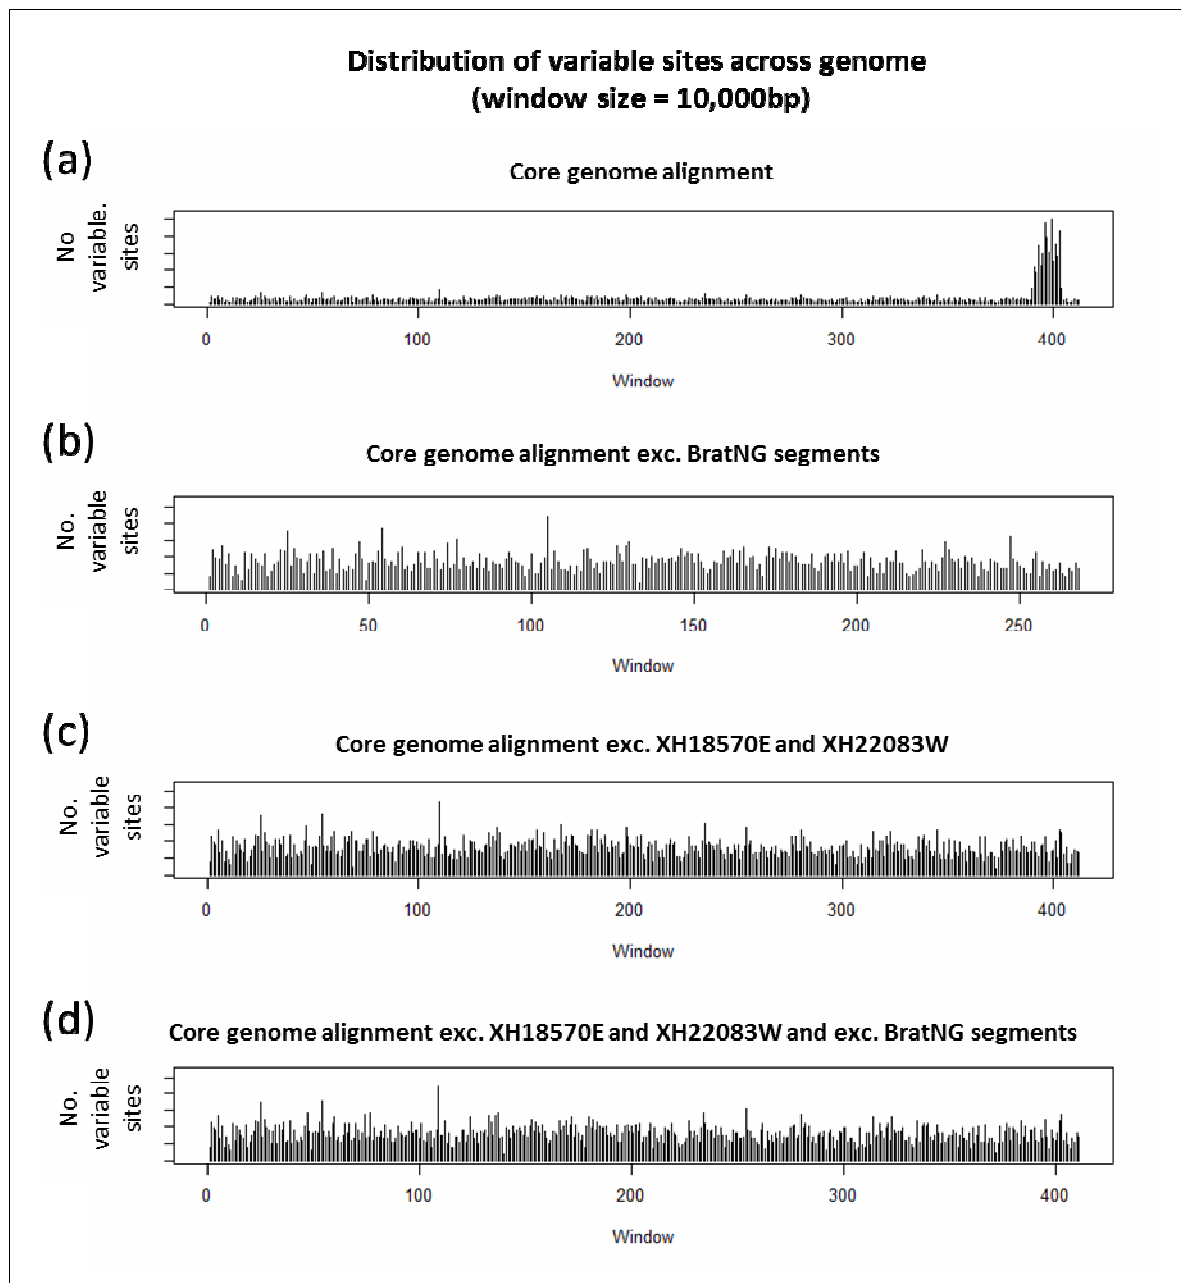 Distribution of variable sites across genome
(window size = 10,000bp)
(a)
Core genome alignment
No
variable.
sites
0 100 200 300 400
Window
(b)
Core genome alignment exc. BratNG segments
No.
variable
sites
0 50 100 150 200 250
Window
(c)
Core genome alignment exc. XH18570E and XH22083W
No.
variable
sites
0 100 200 300 400
Window
(d)
Core genome alignment exc. XH18570E and XH22083W and exc. BratNG segments
No.
variable
sites
0 100 200 300 400
Window